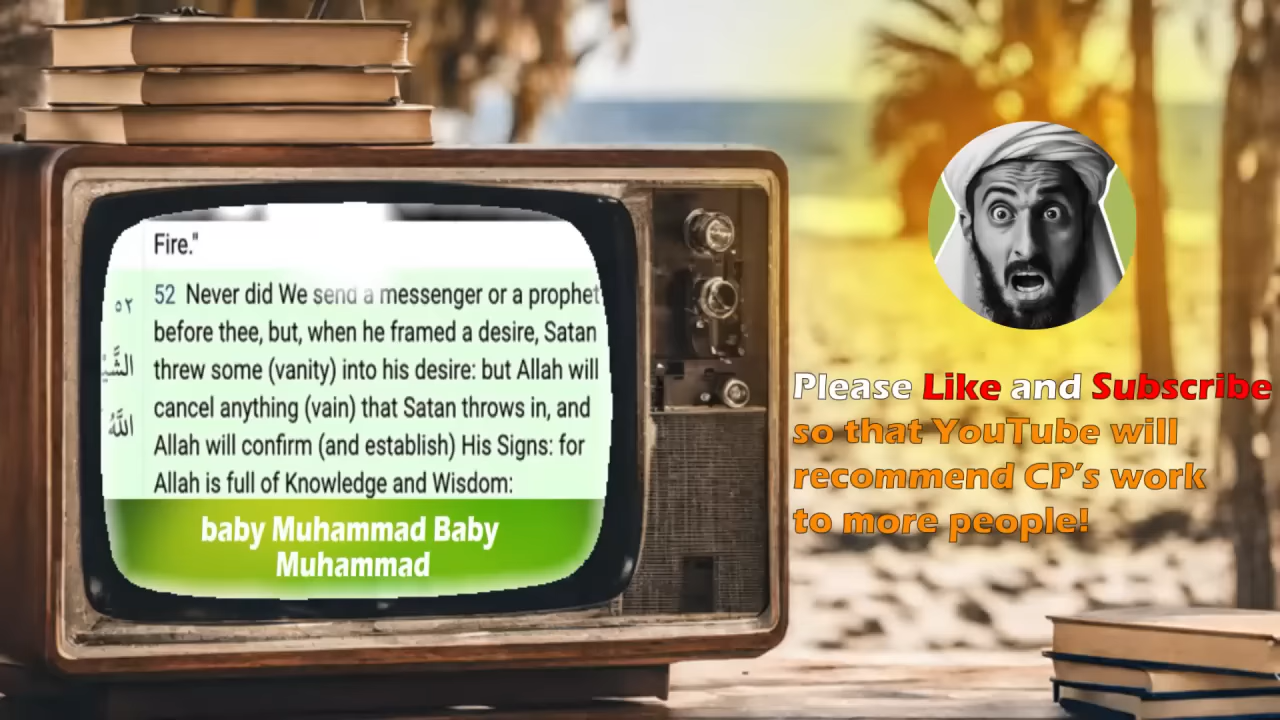 Fire."
52 Never did We send a messenger or a prophet
before thee, but, when he framed a desire, Satan
threw some (vanity) into his desire: but Allah will
cancel anything (vain) that Satan throws in, and
Allah will confirm (and establish) His Signs: for
Allah is full of Knowledge and Wisdom:
٥٢
اللَّهُ
baby Muhammad Baby
Muhammad
Please Like and Subscribe
so that YouTube will
recommend CP’s work
to more people!